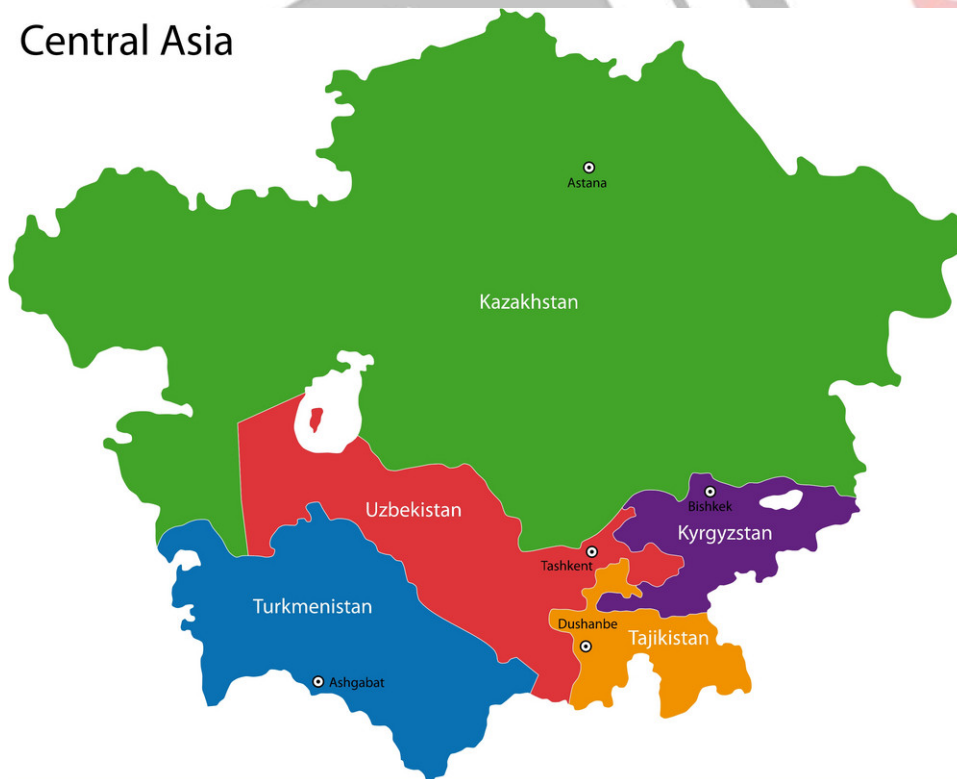 Central Asia
Astana
Kazakhstan
Bishkek
Uzbekistan
Kyrgyzstan
Tashkent
Turkmenistan
Dushanbe
Tajikistan
Ashgabat